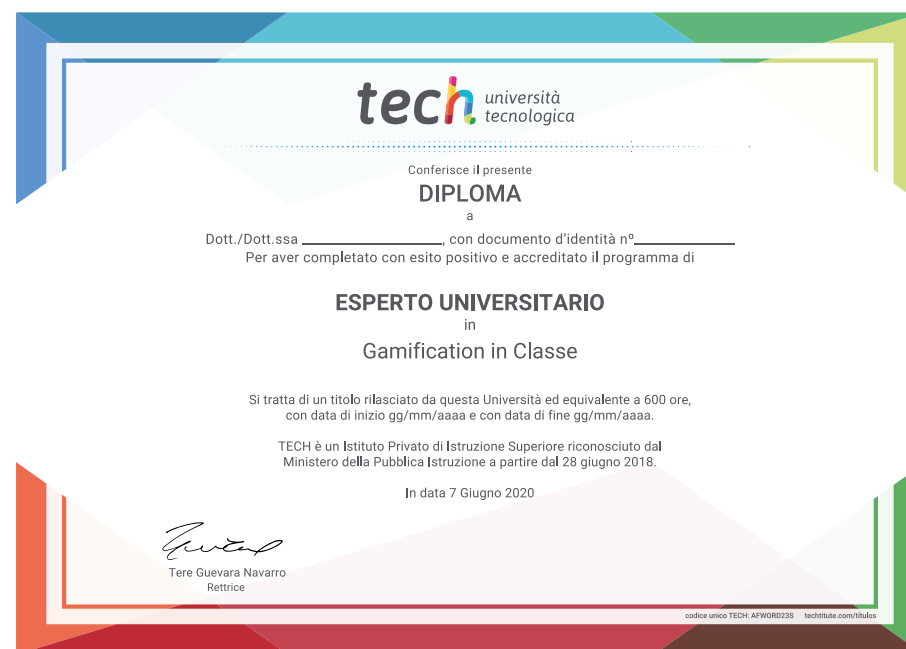 tech università
tecnologica
Conferisce il presente
DIPLOMA
a
Dott./Dott.ssa ____________________, con documento d'identità nº______________
Per aver completato con esito positivo e accreditato il programma di
ESPERTO UNIVERSITARIO
in
Gamification in Classe
Si tratta di un titolo rilasciato da questa Università ed equivalente a 600 ore,
con data di inizio gg/mm/aaaa e con data di fine gg/mm/aaaa.
TECH è un Istituto Privato di Istruzione Superiore riconosciuto dal
Ministero della Pubblica Istruzione a partire dal 28 giugno 2018.
In data 7 Giugno 2020
Tere Guevara Navarro
Rettrice
codice unico TECH: AFWORD23S techtitute.com/titulos